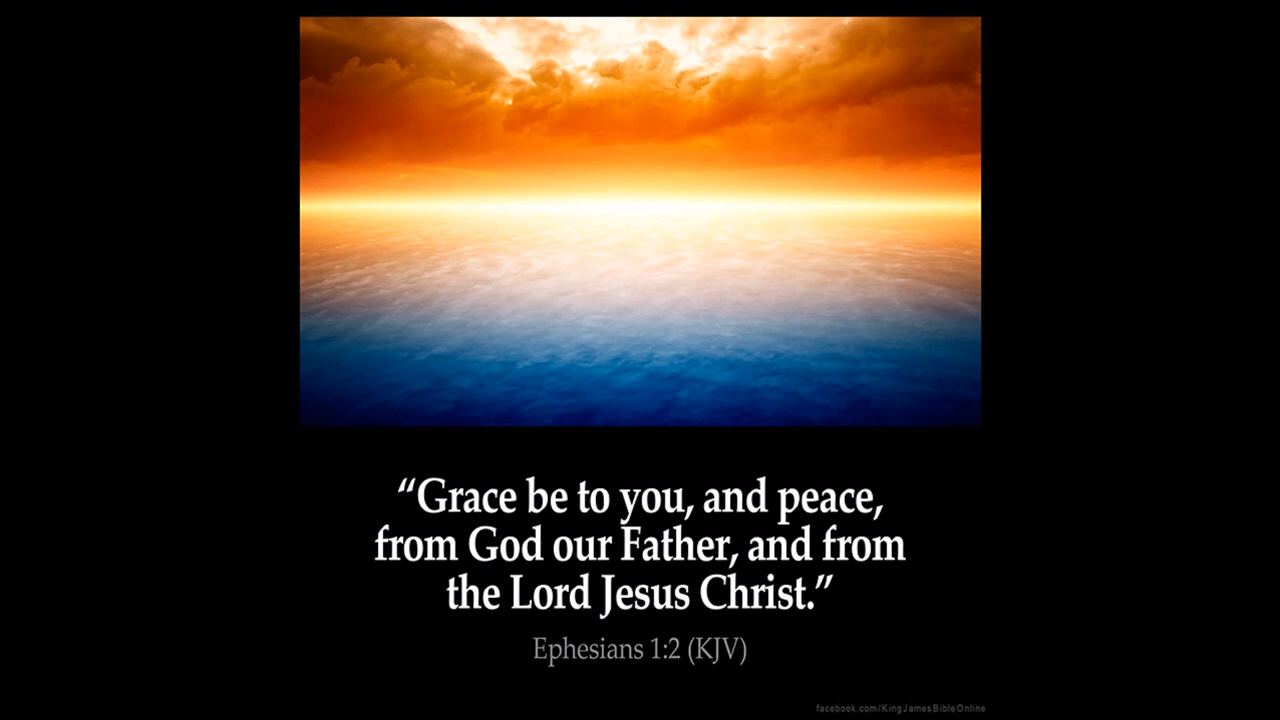 “Grace be to you, and peace,
from God our Father, and from
the Lord Jesus Christ.”
Ephesians 1:2 (KJV)
facebook.com/KingJamesBibleOnline